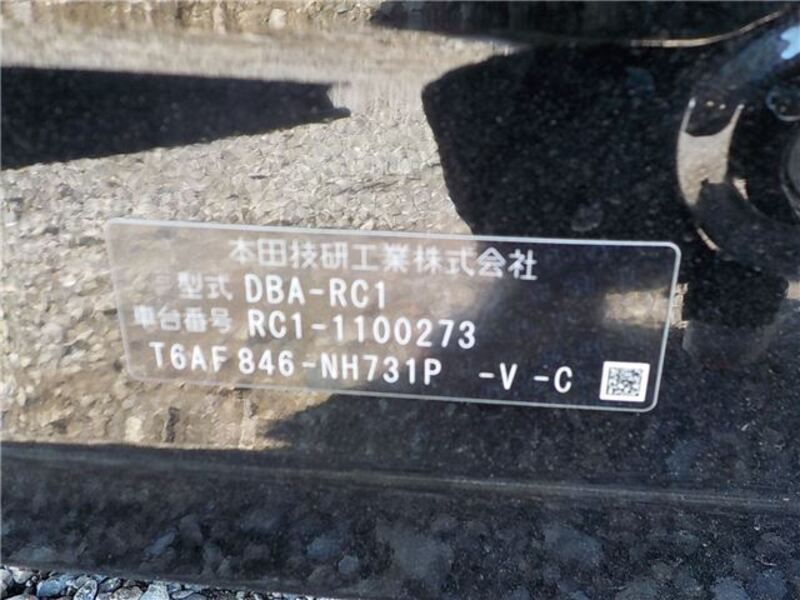 本田技研工業株式会社
型式 DBA-RC1
車台番号 RC1-1100273
T6AF 846-NH731P -V -C